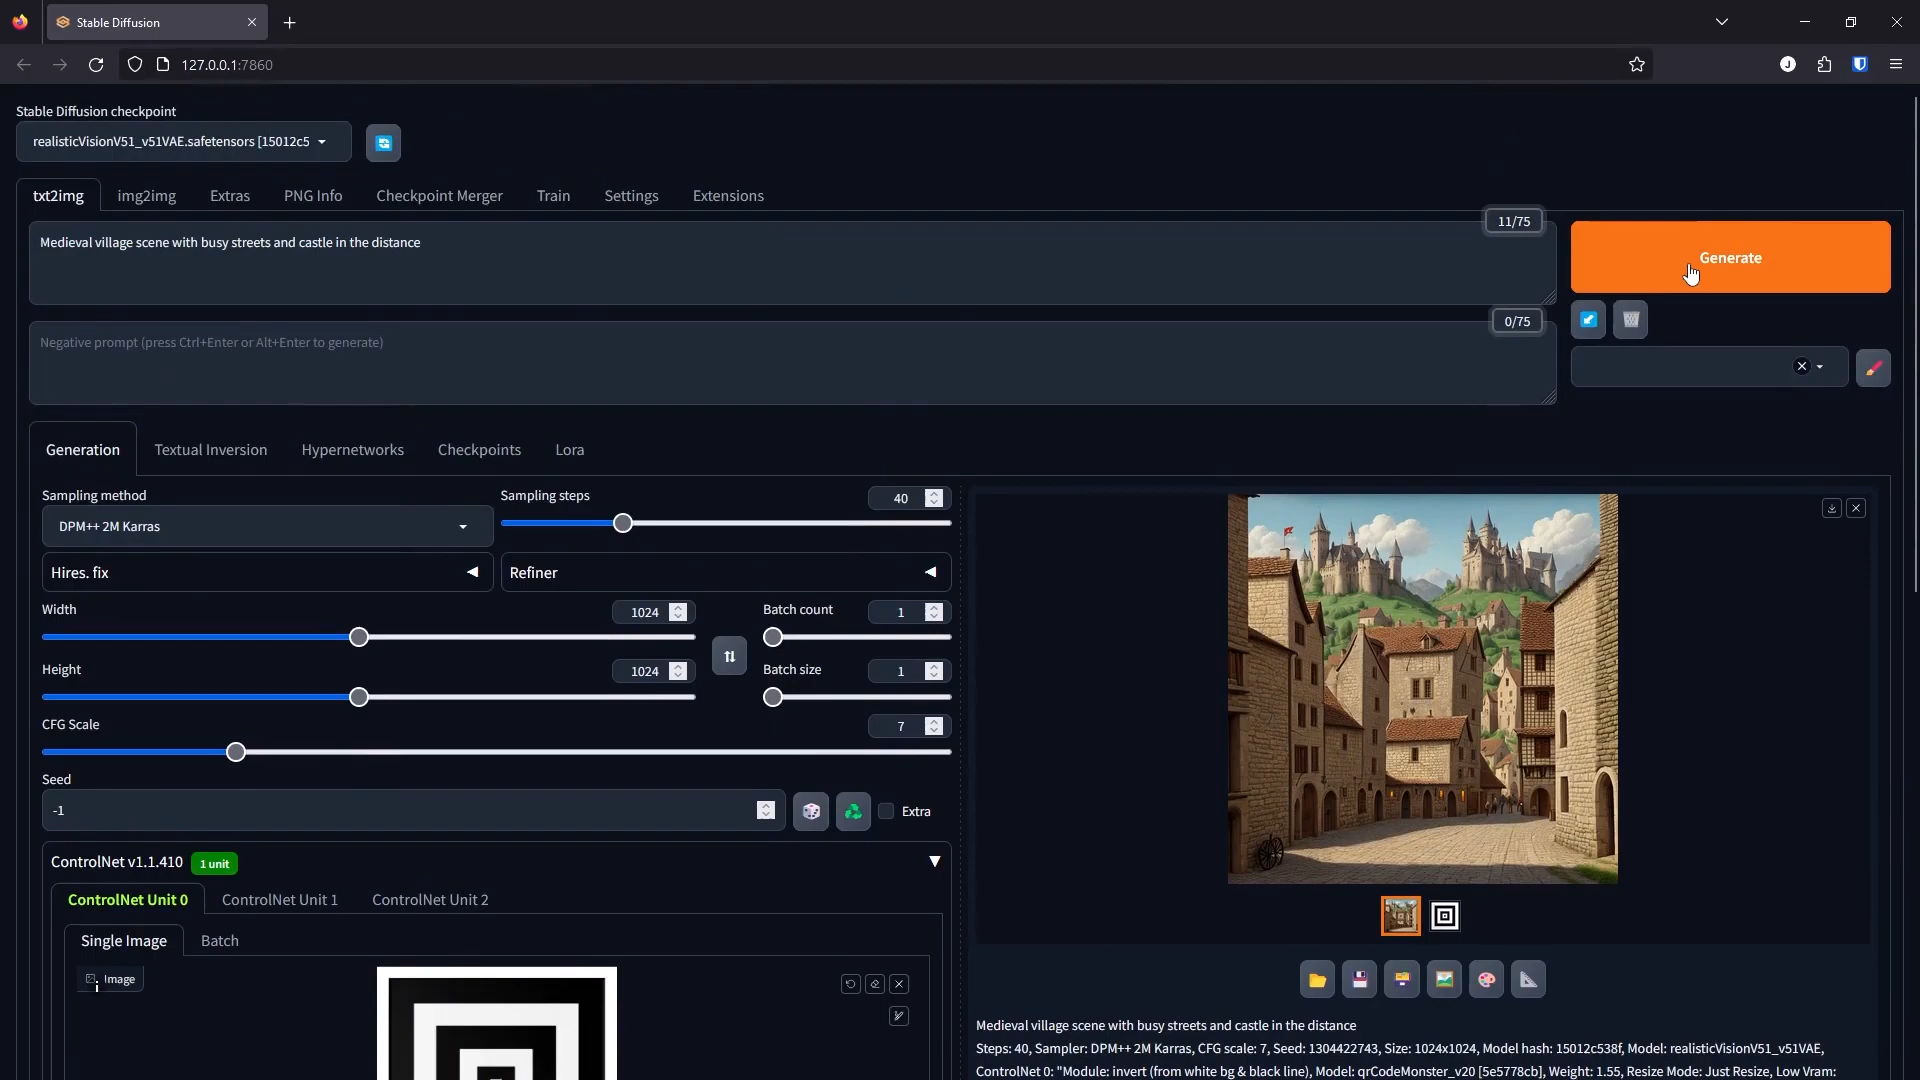 Stable Diffusion
127.0.0.1:7860
Stable Diffusion checkpoint
realisticVisionV51_v51VAE.safetensors [15012c5
txt2img
img2img
Extras
PNG Info
Checkpoint Merger
Train
Settings
Extensions
11/75
Medieval village scene with busy streets and castle in the distance
Generate
0/75
Negative prompt (press Ctrl+Enter or Alt+Enter to generate)
Generation
Textual Inversion
Hypernetworks
Checkpoints
Lora
Sampling method
DPM++ 2M Karras
Sampling steps
40
Hires. fix
Refiner
Width
1024
Batch count
1
Height
1024
Batch size
1
CFG Scale
7
Seed
-1
Extra
ControlNet v1.1.410
1 unit
ControlNet Unit 0
ControlNet Unit 1
ControlNet Unit 2
Single Image
Batch
Image
Medieval village scene with busy streets and castle in the distance
Steps: 40, Sampler: DPM++ 2M Karras, CFG scale: 7, Seed: 1304422743, Size: 1024x1024, Model hash: 15012c538f, Model: realisticVisionV51_v51VAE,
ControlNet 0: "Module: invert (from white bg & black line), Model: qrCodeMonster_v20 [5e5778cb], Weight: 1.55, Resize Mode: Just Resize, Low Vram: